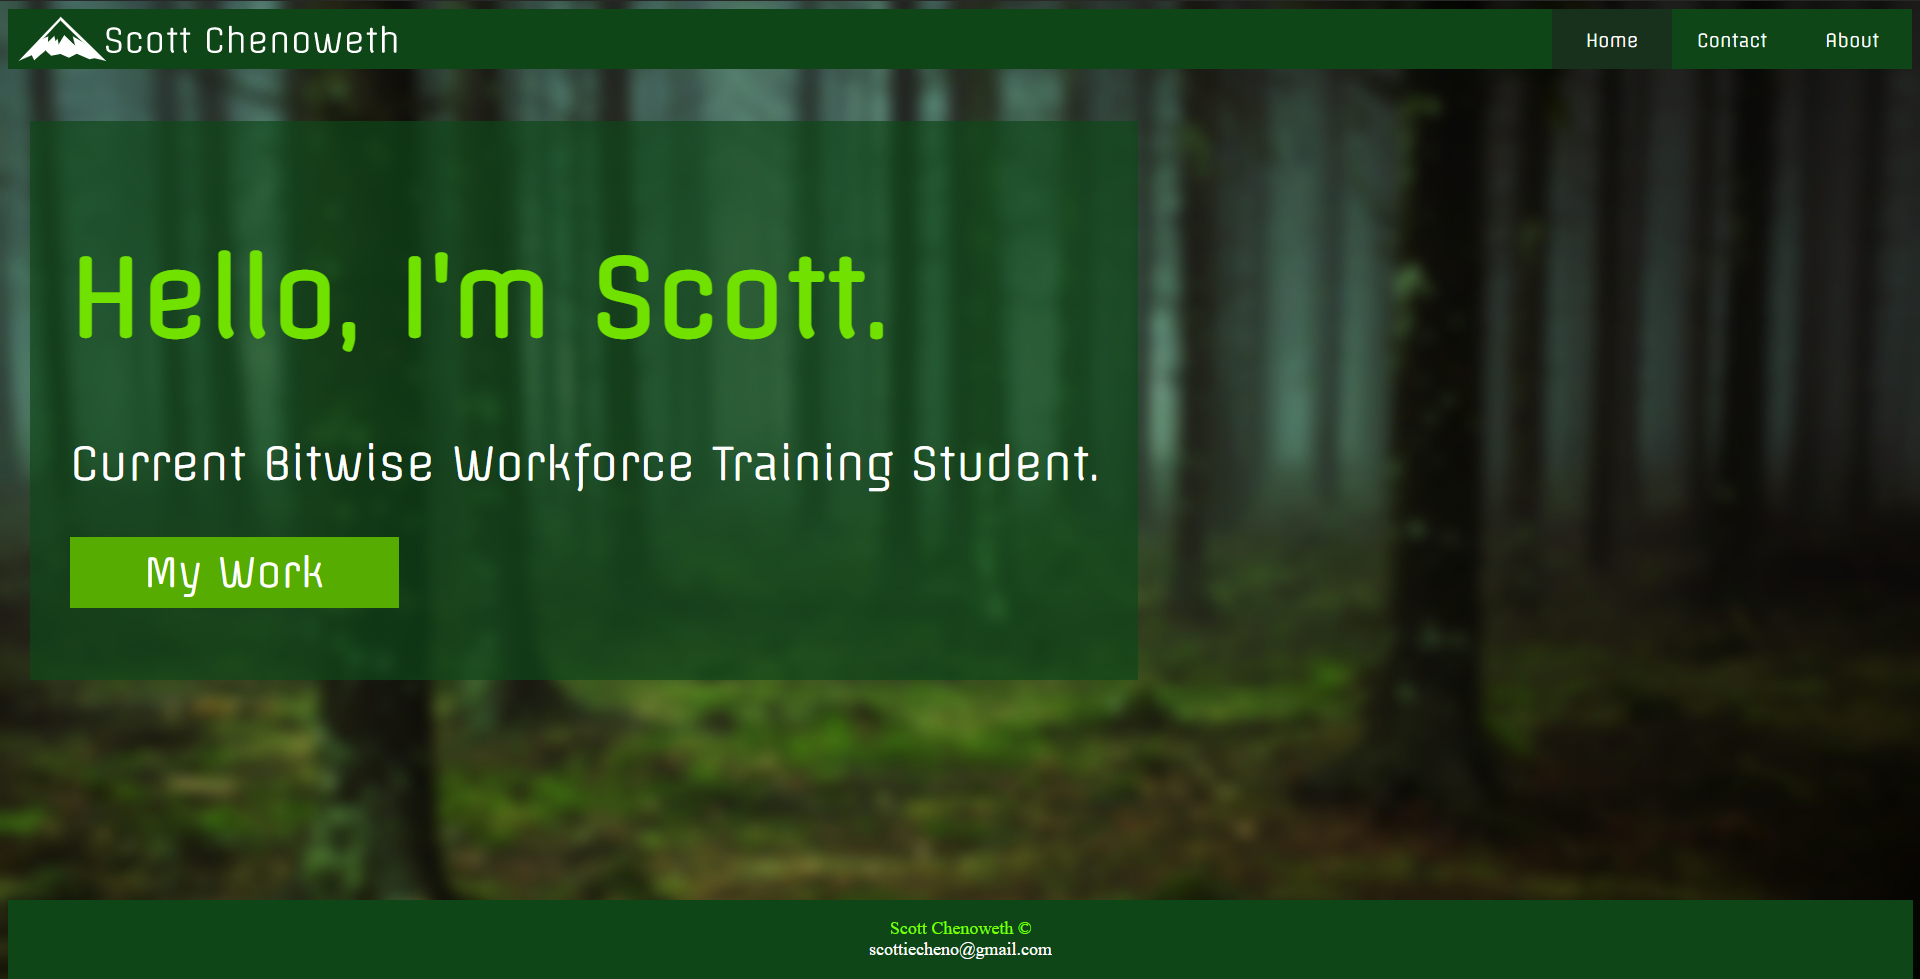 Scott Chenoweth
Home
Contact
About
Hello, I'm Scott.
Current Bitwise Workforce Training Student.
My Work
Scott Chenoweth ©
scottiecheno@gmail.com